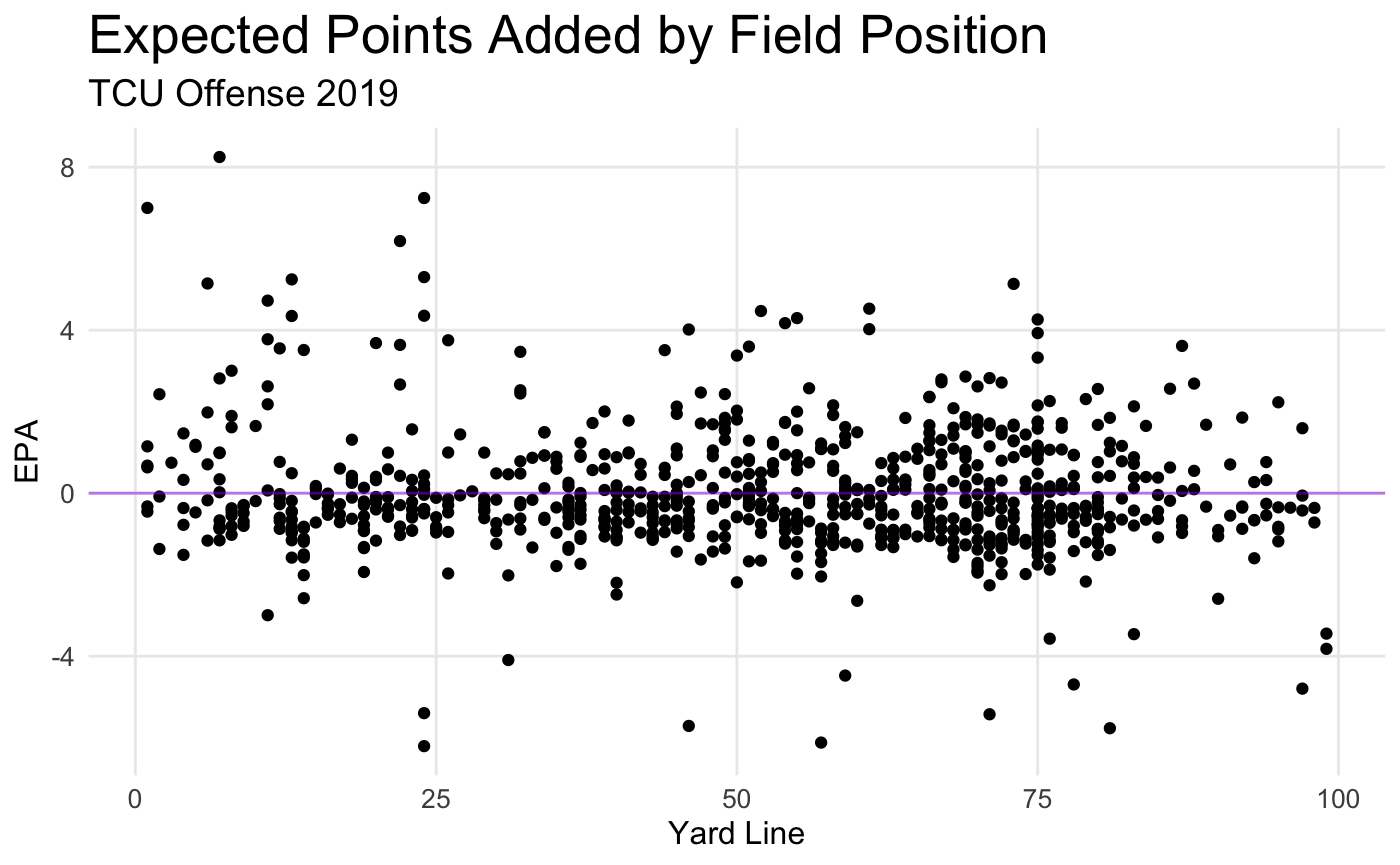 Expected Points Added by Field Position
TCU Offense 2019
8
4
0
-4
EPA
0 25 50 75 100
Yard Line